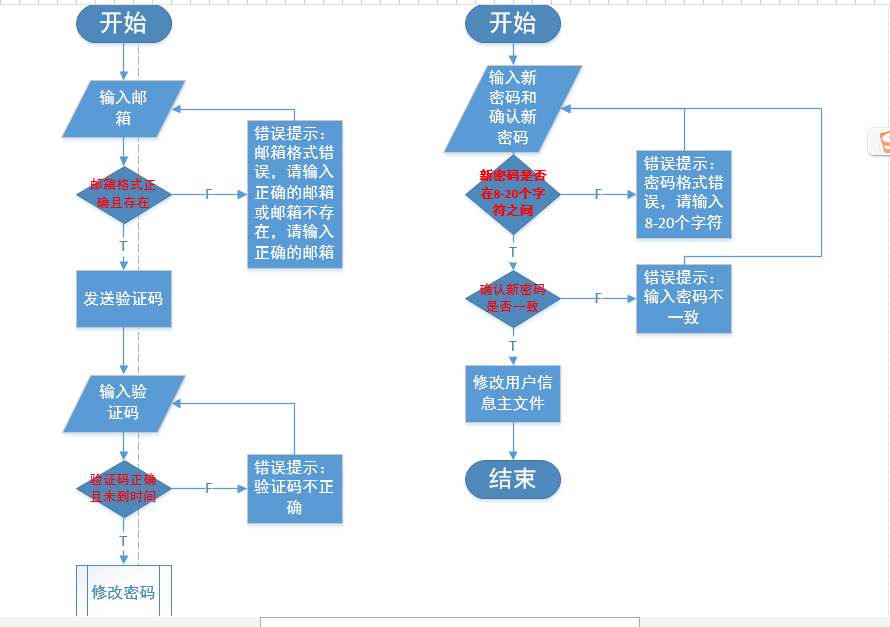 开始
输入邮
箱
邮箱格式正
确且存在
F
错误提示：
邮箱格式错
误，请输入
正确的邮箱
或邮箱不存
在，请输入
正确的邮箱
T
发送验证码
输入验
证码
验证码正确
且未到时间
F
错误提示：
验证码不正
确
T
修改密码
开始
输入新
密码和
确认新
密码
新密码是否
在8-20个字
符之间
F
错误提示：
密码格式错
误，请输入
8-20个字符
T
确认新密码
是否一致
F
错误提示：
输入密码不
一致
T
修改用户信
息主文件
结束